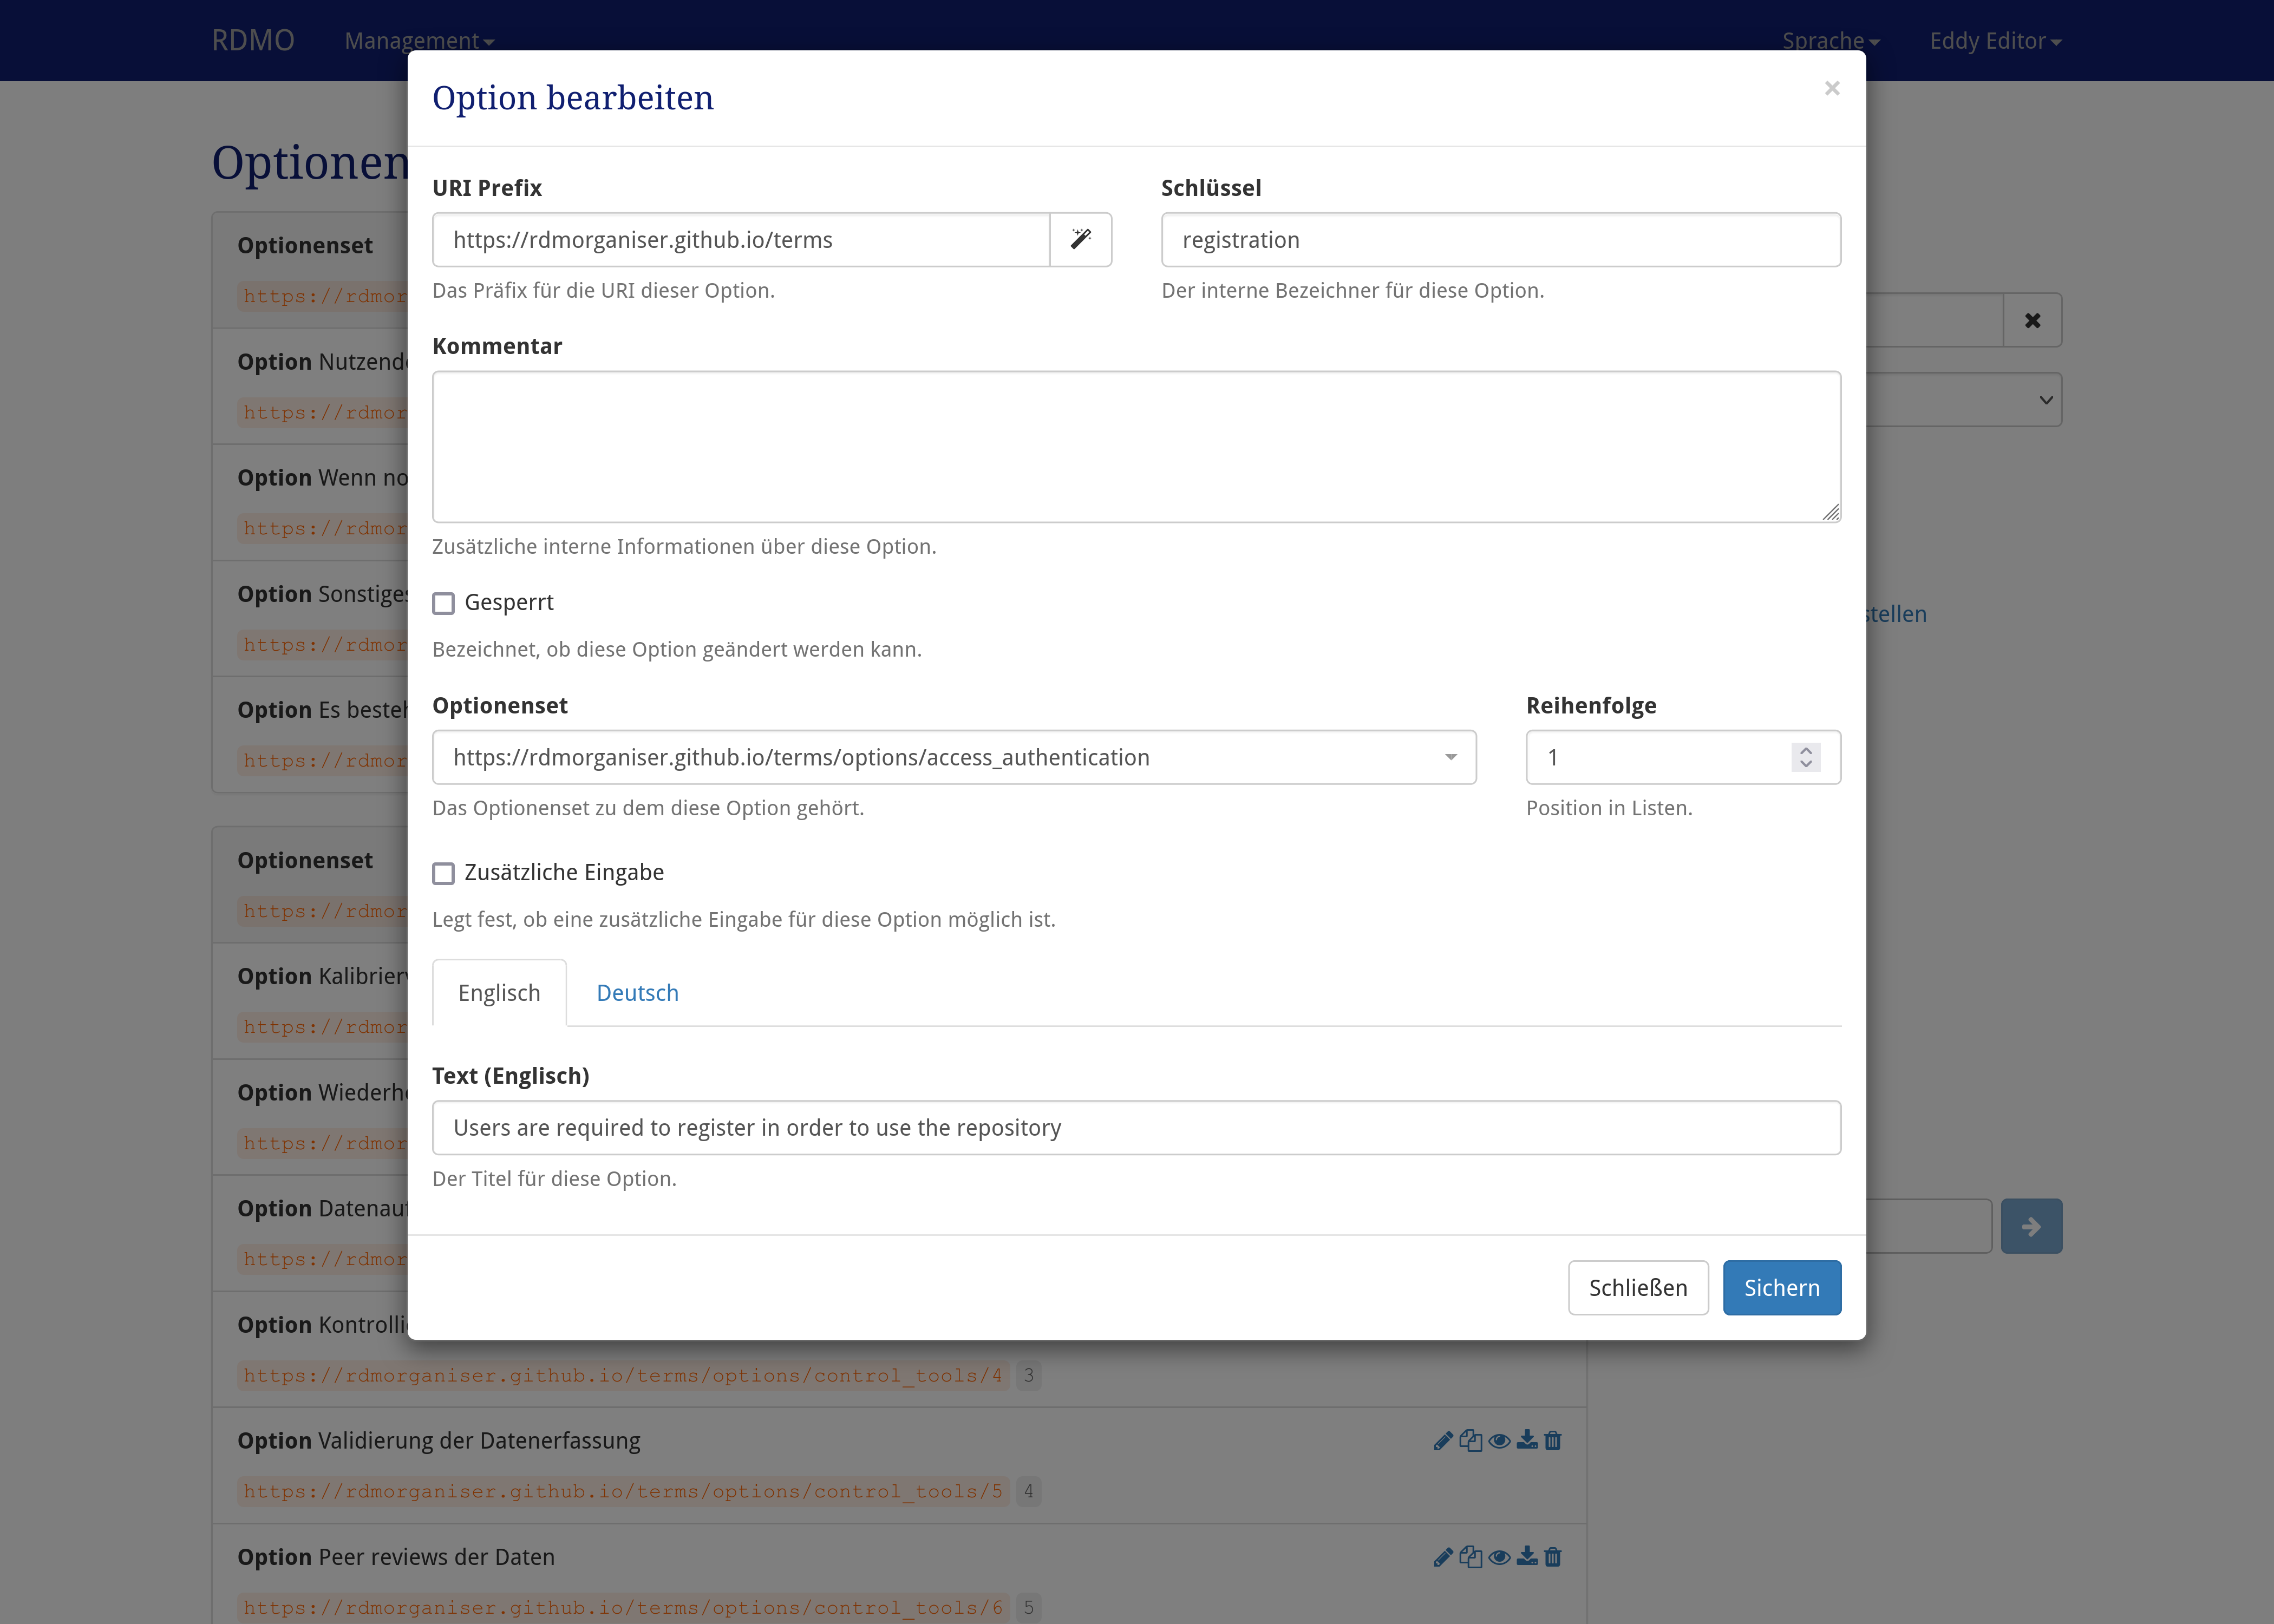 RDMO Management Sprache Eddy Editor
Option bearbeiten
×
Optionen
URI Prefix Schlüssel
https://rdmorganiser.github.io/terms registration
Das Präfix für die URI dieser Option. Der interne Bezeichner für diese Option.
Kommentar
Zusätzliche interne Informationen über diese Option.
Gesperrt
Bezeichnet, ob diese Option geändert werden kann.
Optionenset Reihenfolge
https://rdmorganiser.github.io/terms/options/access_authentication 1
Das Optionenset zu dem diese Option gehört. Position in Listen.
Zusätzliche Eingabe
Legt fest, ob eine zusätzliche Eingabe für diese Option möglich ist.
Englisch Deutsch
Text (Englisch)
Users are required to register in order to use the repository
Der Titel für diese Option.
Schließen Sichern
Optionenset
https://rdmor
Option Nutzend
https://rdmor
Option Wenn no
https://rdmor
Option Sonstiges
https://rdmor
Option Es besteh
https://rdmor
stellen
Optionenset
https://rdmor
Option Kalibrier
https://rdmor
Option Wiederh
https://rdmor
Option Datenau
https://rdmor
Option Kontrolli
https://rdmorganiser.github.io/terms/options/control_tools/4 3
Option Validierung der Datenerfassung
https://rdmorganiser.github.io/terms/options/control_tools/5 4
Option Peer reviews der Daten
https://rdmorganiser.github.io/terms/options/control_tools/6 5